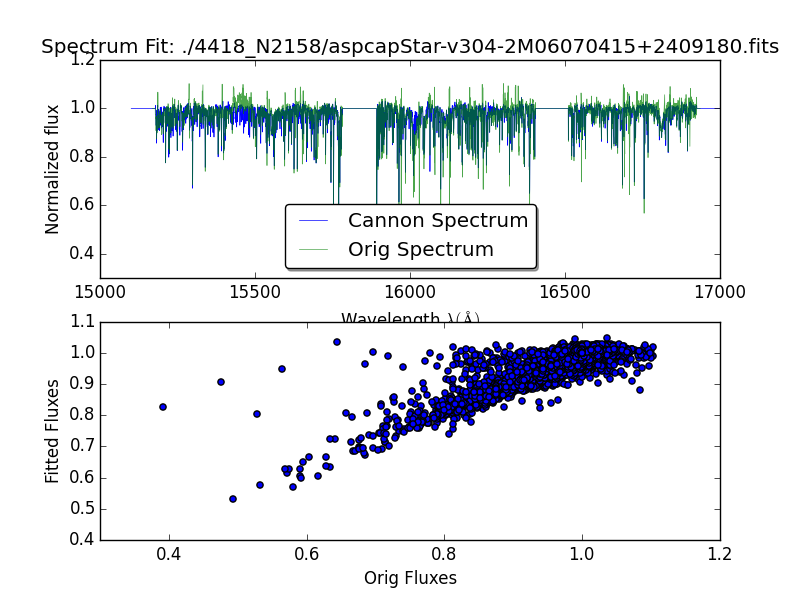 Spectrum Fit: ./4418_N2158/aspcapStar-v304-2M06070415+2409180.fits
1.2
1.0
0.8
0.6
0.4
Normalized flux
Cannon Spectrum
Orig Spectrum
15000 15500 16000 16500 17000
Wavelength λ(Å)
1.1
1.0
0.9
0.8
0.7
0.6
0.5
0.4
Fitted Fluxes
0.4 0.6 0.8 1.0 1.2
Orig Fluxes